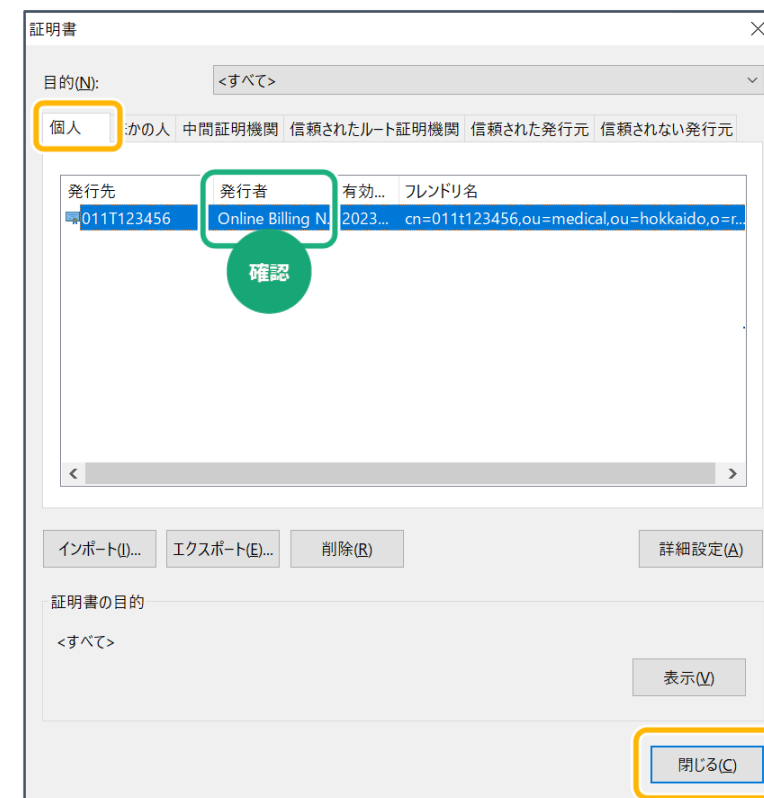 証明書
目的(N): <すべて>
個人 ほかの人 中間証明機関 信頼されたルート証明機関 信頼された発行元 信頼されない発行元
発行先 発行者 有効... フレンドリ名
011T123456 Online Billing N... 2023... cn=011t123456,ou=medical,ou=hokkaido,o=r...
確認
インポート(I)... エクスポート(E)... 削除(R) 詳細設定(A)
証明書の目的
<すべて>
表示(V)
閉じる(C)